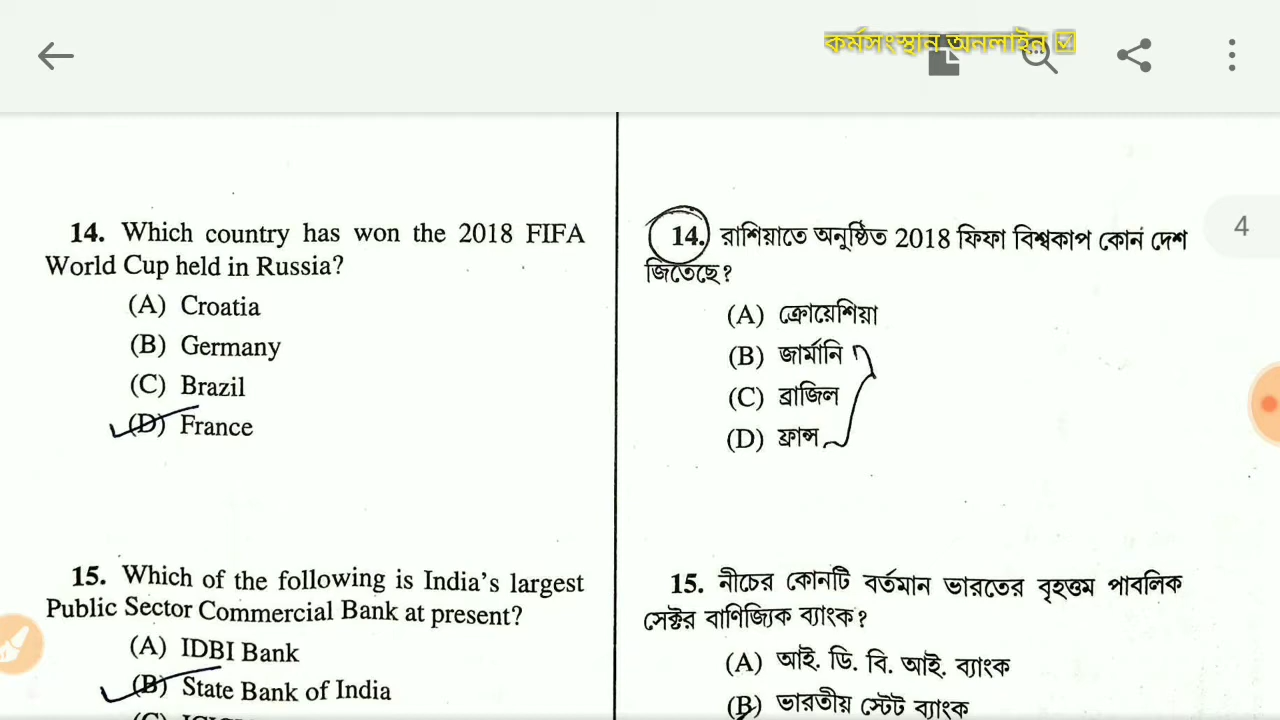 কর্মসংস্থান অনলাইন ☑
4
14. Which country has won the 2018 FIFA
World Cup held in Russia?
(A) Croatia
(B) Germany
(C) Brazil
(D) France
15. Which of the following is India's largest
Public Sector Commercial Bank at present?
(A) IDBI Bank
(B) State Bank of India
14. রাশিয়াতে অনুষ্ঠিত 2018 ফিফা বিশ্বকাপ কোন দেশ
জিতেছে?
(A) ক্রোয়েশিয়া
(B) জার্মানি
(C) ব্রাজিল
(D) ফ্রান্স
15. নীচের কোনটি বর্তমান ভারতের বৃহত্তম পাবলিক
সেক্টর বাণিজ্যিক ব্যাংক?
(A) আই. ডি. বি. আই. ব্যাংক
(B) ভারতীয় স্টেট ব্যাংক